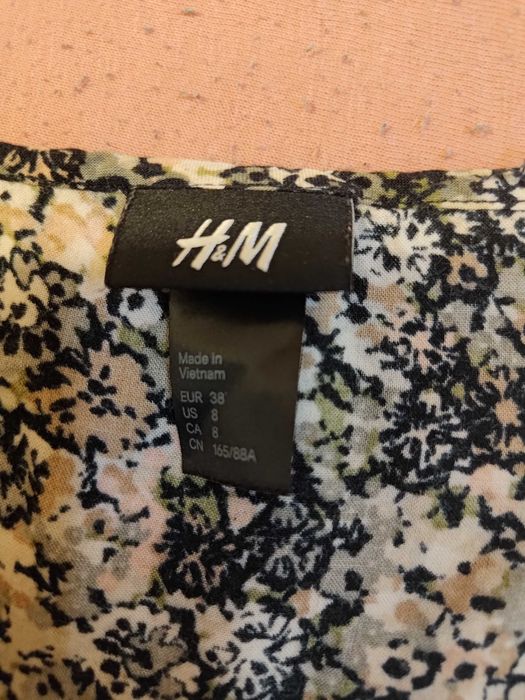 H&M
Made in
Vietnam
EUR 38
US 8
CA 8
CN 165/88A